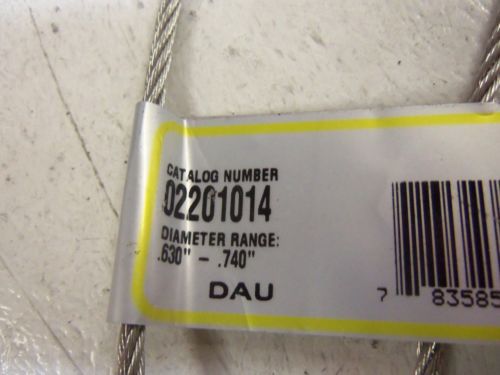 CATALOG NUMBER
02201014
DIAMETER RANGE:
.630" - .740"
DAU
7 83585